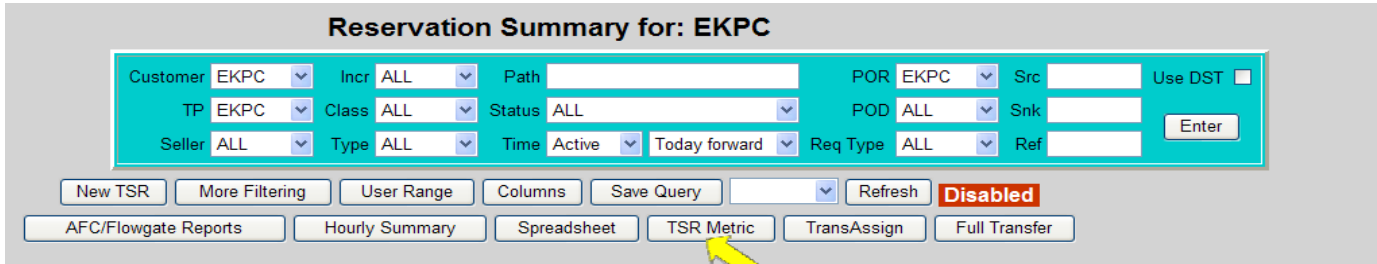 Reservation Summary for: EKPC
Customer EKPC Incr ALL Path POR EKPC Src Use DST
TP EKPC Class ALL Status ALL POD ALL Snk
Enter
Seller ALL Type ALL Time Active Today forward Req Type ALL Ref
New TSR More Filtering User Range Columns Save Query Refresh Disabled
AFC/Flowgate Reports Hourly Summary Spreadsheet TSR Metric TransAssign Full Transfer